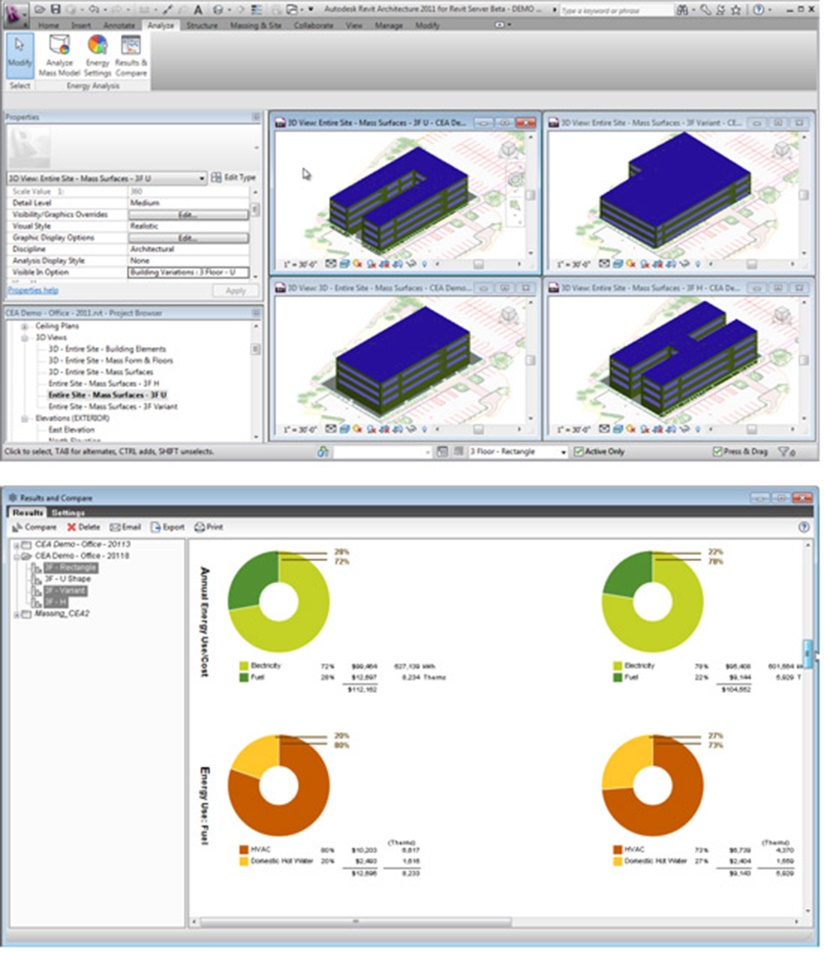 Autodesk Revit Architecture 2011 for Revit Server Beta - DEMO ...
Type a keyword or phrase
Home Insert Annotate Analyze Structure Massing & Site Collaborate View Manage Modify
Modify
Analyze Mass Model
Energy Settings
Results & Compare
Select
Energy Analysis
Properties
3D View: Entire Site - Mass Surfaces - 3F U
Edit Type
Scale Value 1: 360
Detail Level Medium
Visibility/Graphics Overrides Edit...
Visual Style Realistic
Graphic Display Options Edit...
Discipline Architectural
Analysis Display Style None
Visible In Option Building Variations : 3 Floor - U
Properties help
Apply
CEA Demo - Office - 2011.rvt - Project Browser
Ceiling Plans
3D Views
3D - Entire Site - Building Elements
3D - Entire Site - Mass Form & Floors
3D - Entire Site - Mass Surfaces
Entire Site - Mass Surfaces - 3F H
Entire Site - Mass Surfaces - 3F U
Entire Site - Mass Surfaces - 3F Variant
Elevations (EXTERIOR)
East Elevation
North Elevation
3D View: Entire Site - Mass Surfaces - 3F U - CEA De...
1" = 30'-0"
3D View: Entire Site - Mass Surfaces - 3F Variant - CE...
1" = 30'-0"
3D View: 3D - Entire Site - Mass Surfaces - CEA Demo...
1" = 30'-0"
3D View: Entire Site - Mass Surfaces - 3F H - CEA De...
1" = 30'-0"
Click to select, TAB for alternates, CTRL adds, SHIFT unselects.
3 Floor - Rectangle
Active Only
Press & Drag
:0
Results and Compare
Results Settings
Compare Delete Email Export Print
CEA Demo - Office - 20113
CEA Demo - Office - 20118
3F - Rectangle
3F - U Shape
3F - Variant
3F - H
Massing_CEA2
Annual Energy Use/Cost
28%
72%
Electricity 72% $99,464 627,139 kWh
Fuel 28% $12,697 8,234 Therms
$112,162
22%
78%
Electricity 78% $95,408
Fuel 22% $9,144 5,929 T
$104,552
Energy Use: Fuel
20%
80%
(Therms)
HVAC 80% $10,203 6,617
Domestic Hot Water 20% $2,493 1,616
$12,696 8,233
27%
73%
(Therms)
HVAC 73% $6,739 4,370
Domestic Hot Water 27% $2,404 1,559
$9,143 5,929